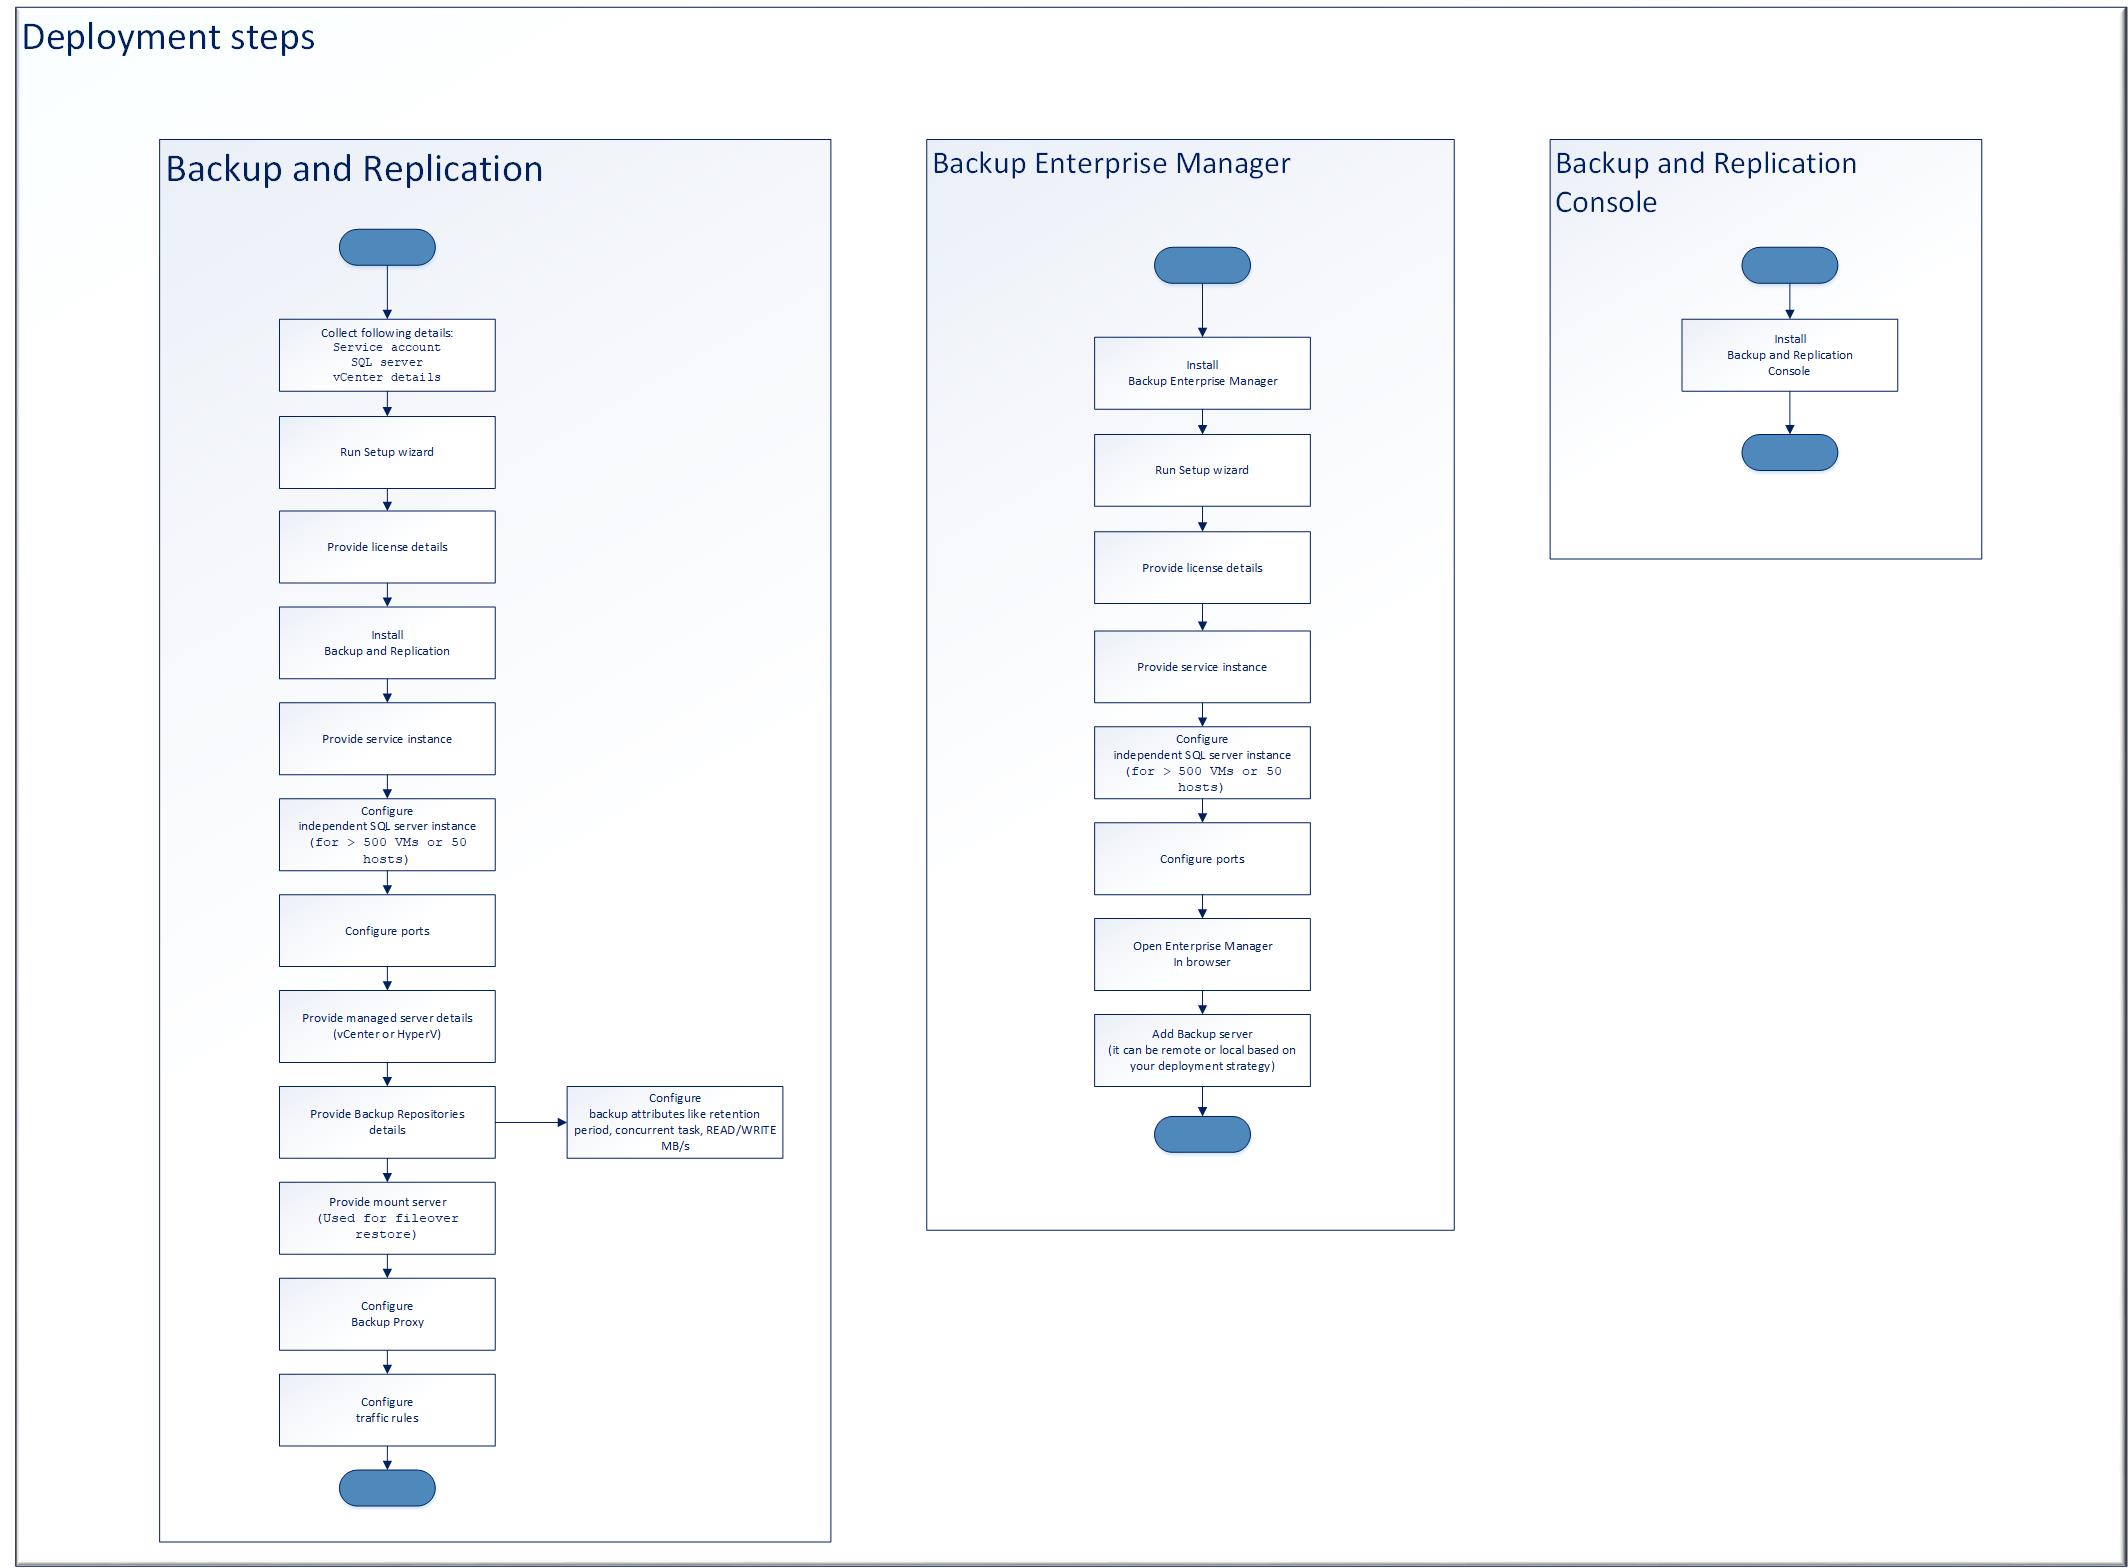 Deployment steps
Backup and Replication
Collect following details:
Service account
SQL server
vCenter details
Run Setup wizard
Provide license details
Install
Backup and Replication
Provide service instance
Configure
independent SQL server instance
(for > 500 VMs or 50
hosts)
Configure ports
Provide managed server details
(vCenter or HyperV)
Provide Backup Repositories
details
Configure
backup attributes like retention
period, concurrent task, READ/WRITE
MB/s
Provide mount server
(Used for fileover
restore)
Configure
Backup Proxy
Configure
traffic rules
Backup Enterprise Manager
Install
Backup Enterprise Manager
Run Setup wizard
Provide license details
Provide service instance
Configure
independent SQL server instance
(for > 500 VMs or 50
hosts)
Configure ports
Open Enterprise Manager
In browser
Add Backup server
(it can be remote or local based on
your deployment strategy)
Backup and Replication
Console
Install
Backup and Replication
Console